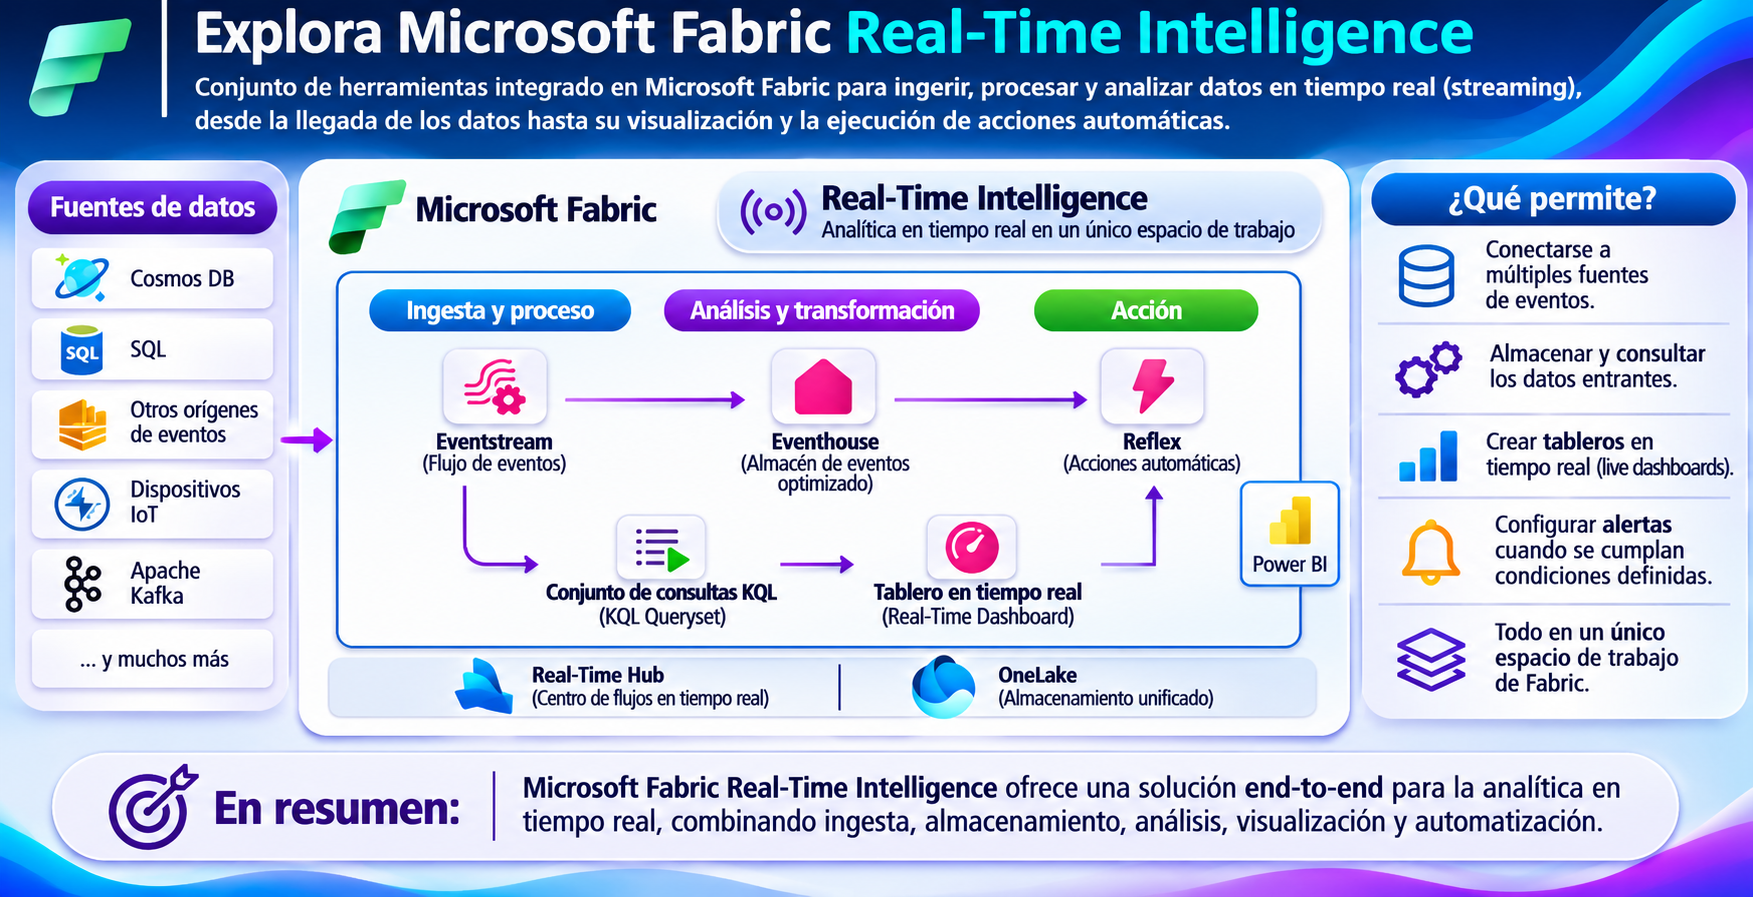 Explora Microsoft Fabric Real-Time Intelligence
Conjunto de herramientas integrado en Microsoft Fabric para ingerir, procesar y analizar datos en tiempo real (streaming),
desde la llegada de los datos hasta su visualización y la ejecución de acciones automáticas.
Fuentes de datos
Cosmos DB
SQL
SQL
Otros orígenes
de eventos
Dispositivos
IoT
Apache
Kafka
... y muchos más
Microsoft Fabric
Real-Time Intelligence
Analítica en tiempo real en un único espacio de trabajo
Ingesta y proceso
Análisis y transformación
Acción
Eventstream
(Flujo de eventos)
Eventhouse
(Almacén de eventos
optimizado)
Reflex
(Acciones automáticas)
Conjunto de consultas KQL
(KQL Queryset)
Tablero en tiempo real
(Real-Time Dashboard)
Power BI
Real-Time Hub
(Centro de flujos en tiempo real)
OneLake
(Almacenamiento unificado)
¿Qué permite?
Conectarse a
múltiples fuentes
de eventos.
Almacenar y consultar
los datos entrantes.
Crear tableros en
tiempo real (live dashboards).
Configurar alertas
cuando se cumplan
condiciones definidas.
Todo en un único
espacio de trabajo
de Fabric.
En resumen:
Microsoft Fabric Real-Time Intelligence ofrece una solución end-to-end para la analítica en
tiempo real, combinando ingesta, almacenamiento, análisis, visualización y automatización.